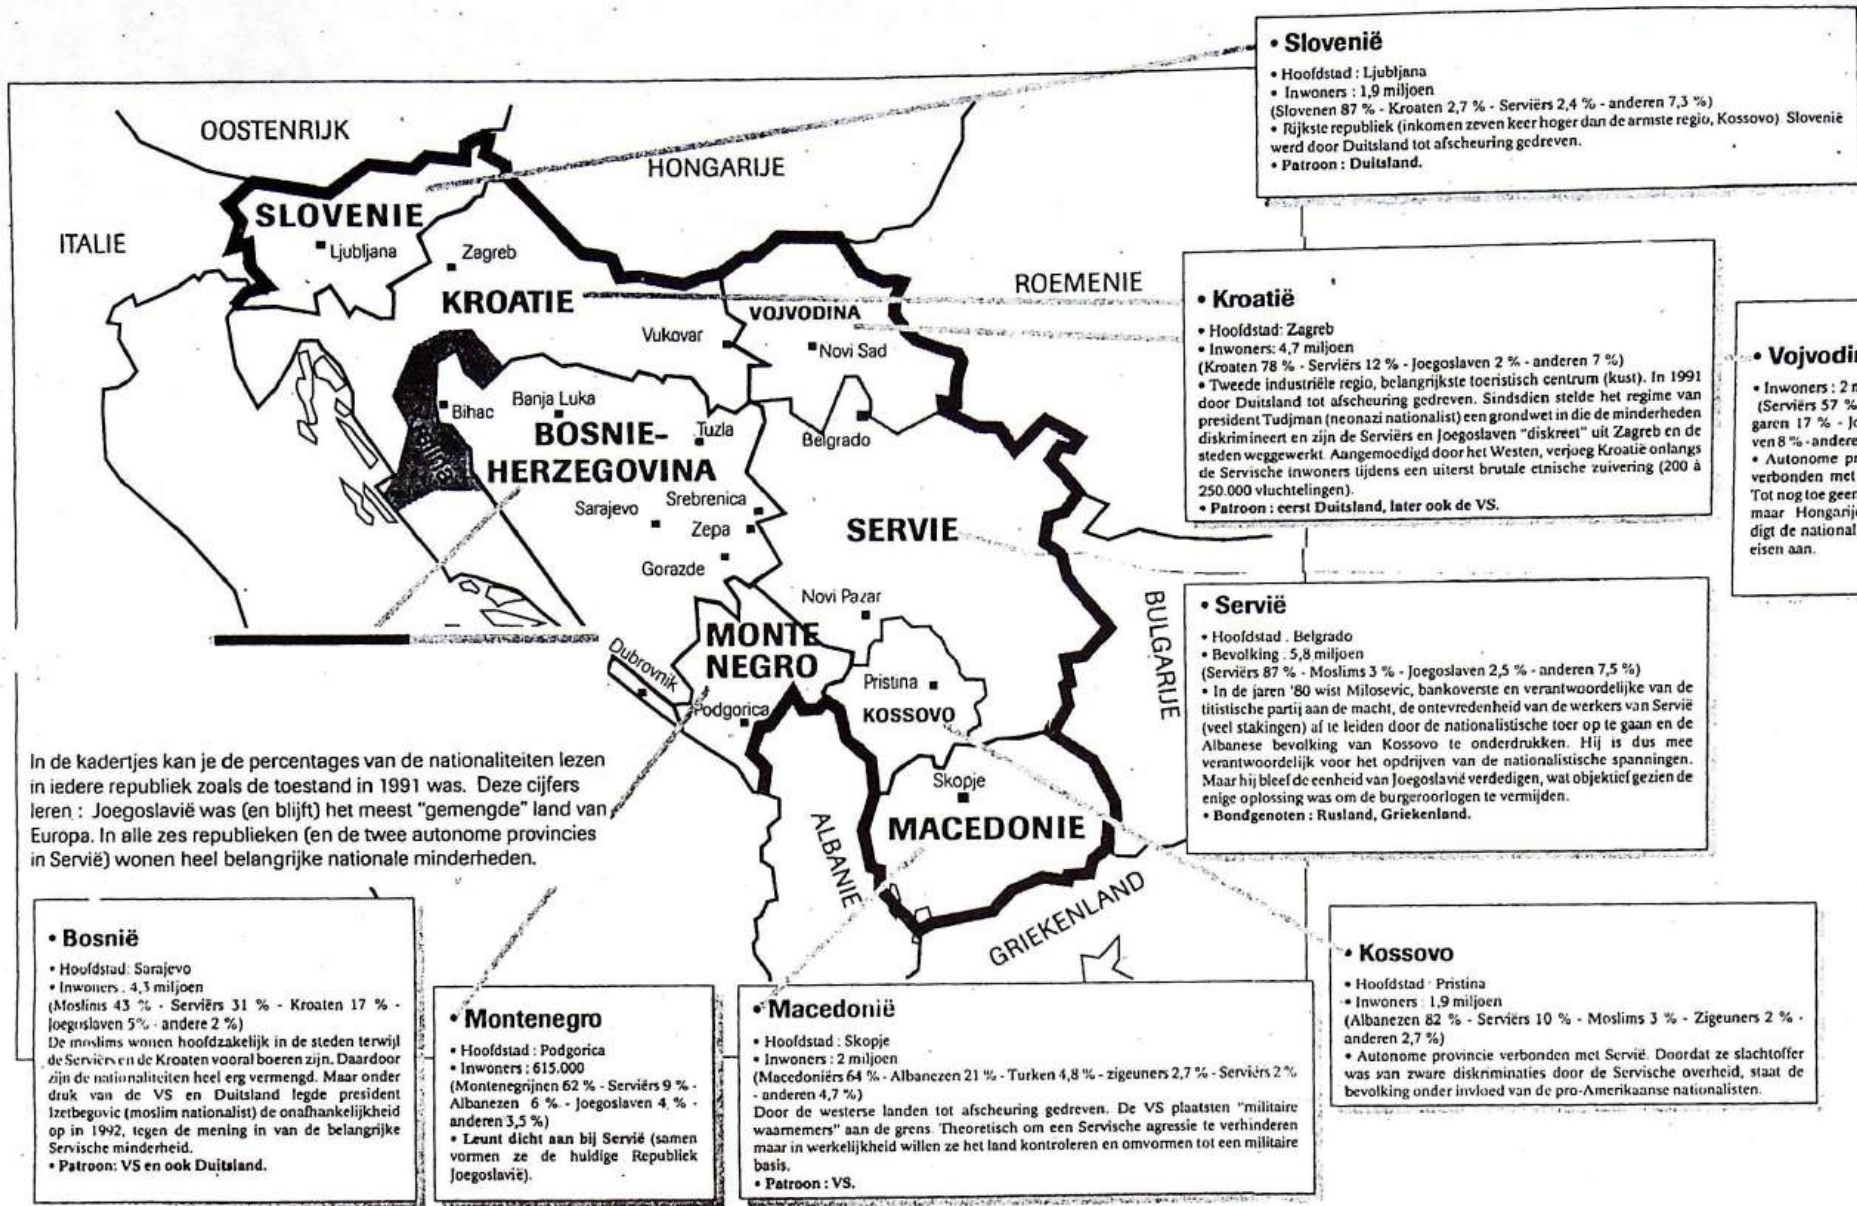 • Slovenië
• Hoofdstad : Ljubljana
• Inwoners : 1,9 miljoen
(Slovenen 87 % - Kroaten 2,7 % - Serviërs 2,4 % - anderen 7,3 %)
• Rijkste republiek (inkomen zeven keer hoger dan de armste regio, Kossovo) Slovenië
werd door Duitsland tot afscheuring gedreven.
• Patroon : Duitsland.
OOSTENRIJK
HONGARIJE
ITALIE
SLOVENIE
Ljubljana
Zagreb
KROATIE
ROEMENIE
VOJVODINA
Vukovar
Novi Sad
Bihac
Banja Luka
Tuzla
Belgrado
BOSNIE-
HERZEGOVINA
Sarajevo
Srebrenica
Zepa
Gorazde
SERVIE
Novi Pazar
BULGARIJE
MONTE
NEGRO
Dubrovnik
Podgorica
Pristina
KOSSOVO
Skopje
MACEDONIE
ALBANIE
GRIEKENLAND
• Kroatië
• Hoofdstad: Zagreb
• Inwoners: 4,7 miljoen
(Kroaten 78 % - Serviërs 12 % - Joegoslaven 2 % - anderen 7 %)
• Tweede industriële regio, belangrijkste toeristisch centrum (kust). In 1991
door Duitsland tot afscheuring gedreven. Sindsdien stelde het regime van
president Tudjman (neonazi nationalist) een grondwet in die de minderheden
diskrimineert en zijn de Serviërs en Joegoslaven "diskreet" uit Zagreb en de
steden weggewerkt. Aangemoedigd door het Westen, verjoeg Kroatië onlangs
de Servische inwoners tijdens een uiterst brutale etnische zuivering (200 à
250.000 vluchtelingen).
• Patroon : eerst Duitsland, later ook de VS.
• Vojvodi
• Inwoners : 2 m
(Serviërs 57 %
garen 17 % - Jo
ven 8 % - andere
• Autonome pr
verbonden met
Tot nog toe geen
maar Hongarij
digt de national
eisen aan.
• Servië
• Hoofdstad . Belgrado
• Bevolking : 5,8 miljoen
(Serviërs 87 % - Moslims 3 % - Joegoslaven 2,5 % - anderen 7,5 %)
• In de jaren '80 wist Milosevic, bankoverste en verantwoordelijke van de
titistische partij aan de macht, de ontevredenheid van de werkers van Servië
(veel stakingen) af te leiden door de nationalistische toer op te gaan en de
Albanese bevolking van Kossovo te onderdrukken. Hij is dus mee
verantwoordelijk voor het opdrijven van de nationalistische spanningen.
Maar hij bleef de eenheid van Joegoslavië verdedigen, wat objektief gezien de
enige oplossing was om de burgeroorlogen te vermijden.
• Bondgenoten : Rusland, Griekenland.
In de kadertjes kan je de percentages van de nationaliteiten lezen
in iedere republiek zoals de toestand in 1991 was. Deze cijfers
leren : Joegoslavië was (en blijft) het meest "gemengde" land van
Europa. In alle zes republieken (en de twee autonome provincies
in Servië) wonen heel belangrijke nationale minderheden.
• Bosnië
• Hoofdstad: Sarajevo
• Inwoners : 4,3 miljoen
(Moslims 43 % - Serviërs 31 % - Kroaten 17 % -
Joegoslaven 5% - andere 2 %)
De moslims wonen hoofdzakelijk in de steden terwijl
de Serviërs en de Kroaten vooral boeren zijn. Daardoor
zijn de nationaliteiten heel erg vermengd. Maar onder
druk van de VS en Duitsland legde president
Izetbegovic (moslim nationalist) de onafhankelijkheid
op in 1992, tegen de mening in van de belangrijke
Servische minderheid.
• Patroon: VS en ook Duitsland.
• Montenegro
• Hoofdstad : Podgorica
• Inwoners : 615.000
(Montenegrijnen 62 % - Serviërs 9 % -
Albanezen 6 % - Joegoslaven 4 % -
anderen 3,5 %)
• Leunt dicht aan bij Servië (samen
vormen ze de huidige Republiek
Joegoslavië).
• Macedonië
• Hoofdstad : Skopje
• Inwoners : 2 miljoen
(Macedoniërs 64 % - Albanezen 21 % - Turken 4,8 % - zigeuners 2,7 % - Serviërs 2 %
- anderen 4,7 %)
Door de westerse landen tot afscheuring gedreven. De VS plaatsten "militaire
waarnemers" aan de grens. Theoretisch om een Servische agressie te verhinderen
maar in werkelijkheid willen ze het land kontroleren en omvormen tot een militaire
basis.
• Patroon : VS.
• Kossovo
• Hoofdstad : Pristina
• Inwoners : 1,9 miljoen
(Albanezen 82 % - Serviërs 10 % - Moslims 3 % - Zigeuners 2 % -
anderen 2,7 %)
• Autonome provincie verbonden met Servië. Doordat ze slachtoffer
was van zware diskriminaties door de Servische overheid, staat de
bevolking onder invloed van de pro-Amerikaanse nationalisten.